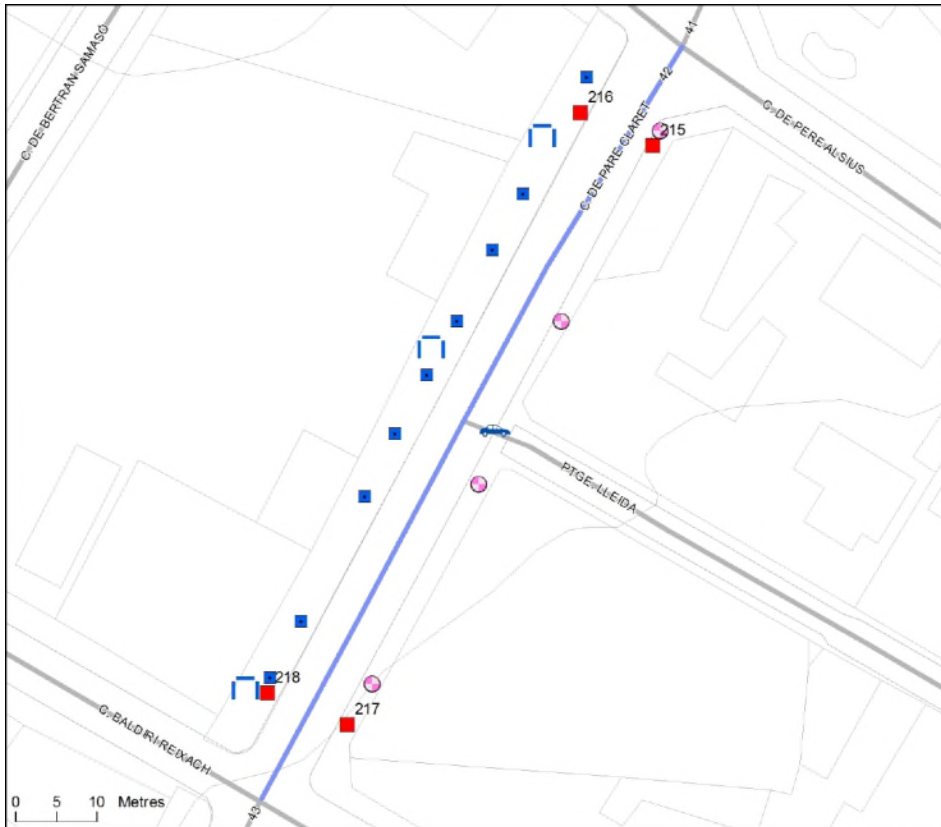 41
42
C. DE BERTRAN SAMASÓ
216
C. DE PARE CLARET
215
C. DE PERE ALSIUS
PTGE. LLEIDA
218
217
C. BALDIRI REIXACH
43
0 5 10 Metres